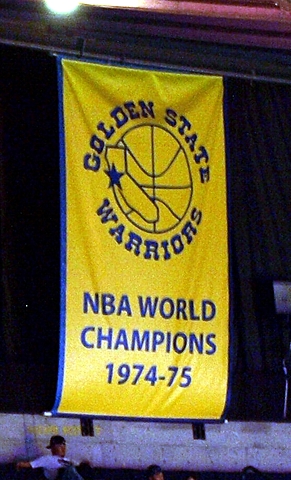 GOLDEN STATE
WARRIORS
NBA WORLD
CHAMPIONS
1974-75